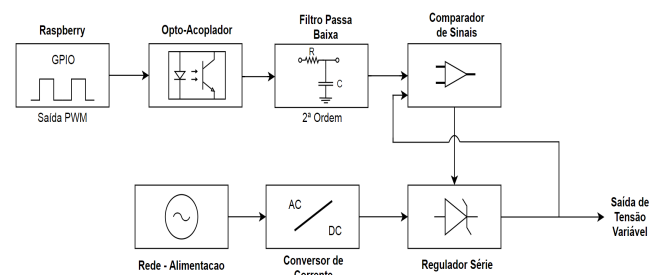 Raspberry
GPIO
Saída PWM
Opto-Acoplador
Filtro Passa
Baixa
R
C
2ª Ordem
Comparador
de Sinais
Rede - Alimentacao
AC
DC
Conversor de
Corrente
Regulador Série
Saída de
Tensão
Variável